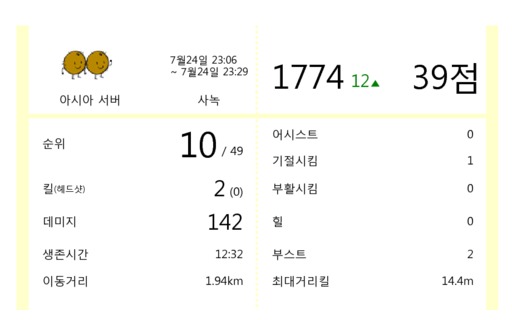 7월24일 23:06
~ 7월24일 23:29
아시아 서버
사녹
1774 12▲ 39점
순위 10 / 49
킬(헤드샷) 2 (0)
데미지 142
생존시간 12:32
이동거리 1.94km
어시스트 0
기절시킴 1
부활시킴 0
힐 0
부스트 2
최대거리킬 14.4m